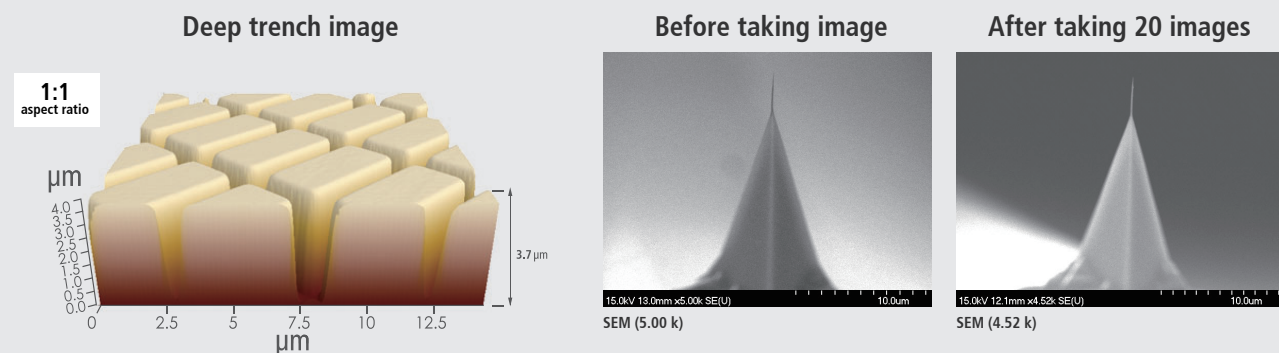 Deep trench image
Before taking image
After taking 20 images
1:1
aspect ratio
µm
4.0
3.5
3.0
2.5
2.0
1.5
1.0
0.5
0.0
3.7 µm
0 2.5 5 7.5 10 12.5
µm
15.0kV 13.0mm x5.00k SE(U) 10.0um
15.0kV 12.1mm x4.52k SE(U) 10.0um
SEM (5.00 k)
SEM (4.52 k)